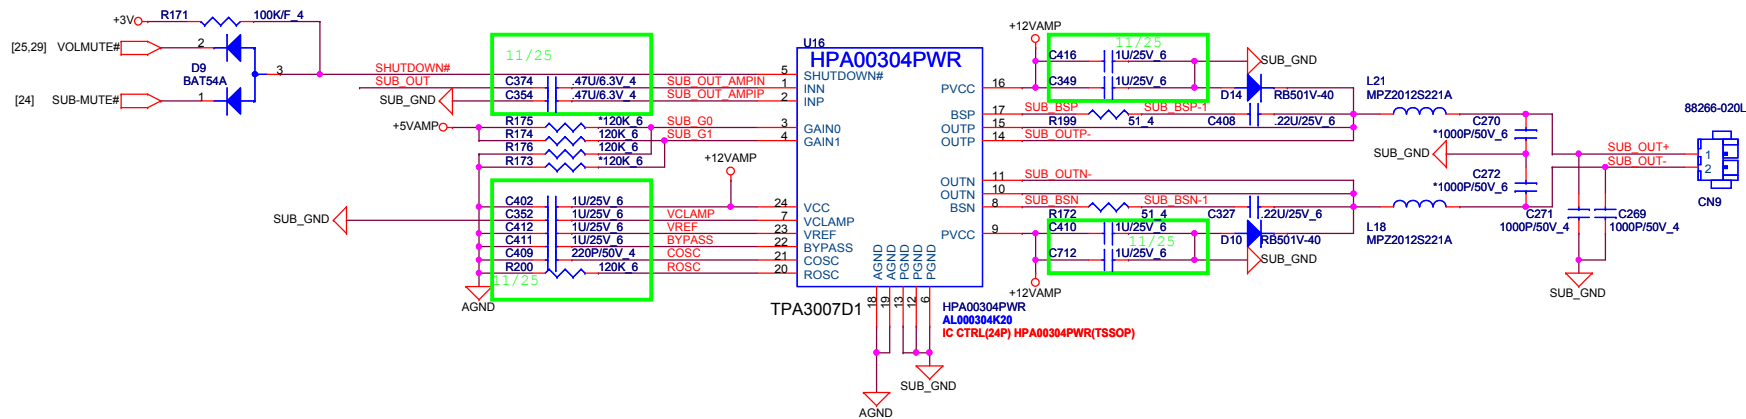 +3V
R171
100K/F_4
[25,29]
VOLMUTE#
2
D9
BAT54A
3
[24]
SUB-MUTE#
1
SHUTDOWN#
SUB_OUT
SUB_GND
11/25
C374
.47U/6.3V_4
SUB_OUT_AMPIN
C354
.47U/6.3V_4
SUB_OUT_AMPIP
+5VAMP
R175
*120K_6
SUB_G0
R174
120K_6
SUB_G1
R176
120K_6
R173
*120K_6
+12VAMP
SUB_GND
C402
1U/25V_6
C352
1U/25V_6
VCLAMP
C412
1U/25V_6
VREF
C411
1U/25V_6
BYPASS
C409
220P/50V_4
COSC
R200
120K_6
ROSC
11/25
AGND
U16
HPA00304PWR
5
SHUTDOWN#
1
INN
2
INP
3
GAIN0
4
GAIN1
24
VCC
7
VCLAMP
23
VREF
22
BYPASS
21
COSC
20
ROSC
PVCC
16
BSP
17
OUTP
15
OUTP
14
OUTN
11
OUTN
10
BSN
8
PVCC
9
AGND
AGND
PGND
PGND
PGND
18
19
13
12
6
TPA3007D1
HPA00304PWR
AL000304K20
IC CTRL(24P) HPA00304PWR(TSSOP)
AGND
SUB_GND
+12VAMP
11/25
C416
1U/25V_6
C349
1U/25V_6
SUB_GND
D14
RB501V-40
SUB_BSP
SUB_BSP-1
R199
51_4
C408
.22U/25V_6
SUB_OUTP-
L21
MPZ2012S221A
SUB_OUTN-
SUB_BSN
SUB_BSN-1
R172
51_4
C327
.22U/25V_6
C410
1U/25V_6
11/25
C712
1U/25V_6
D10
RB501V-40
SUB_GND
+12VAMP
L18
MPZ2012S221A
C270
*1000P/50V_6
SUB_GND
C272
*1000P/50V_6
C271
1000P/50V_4
C269
1000P/50V_4
SUB_GND
88266-020L
SUB_OUT+
SUB_OUT-
1
2
CN9